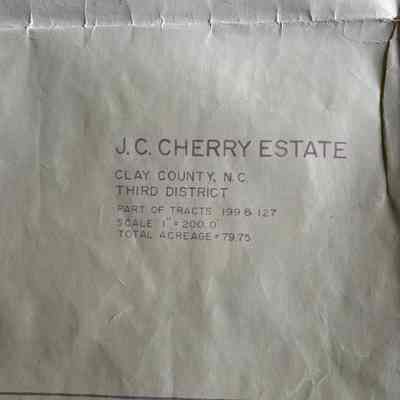 J. C. CHERRY ESTATE
CLAY COUNTY, N. C.
THIRD DISTRICT
PART OF TRACTS 199 & 127
SCALE 1" = 200.0'
TOTAL ACREAGE = 79.75